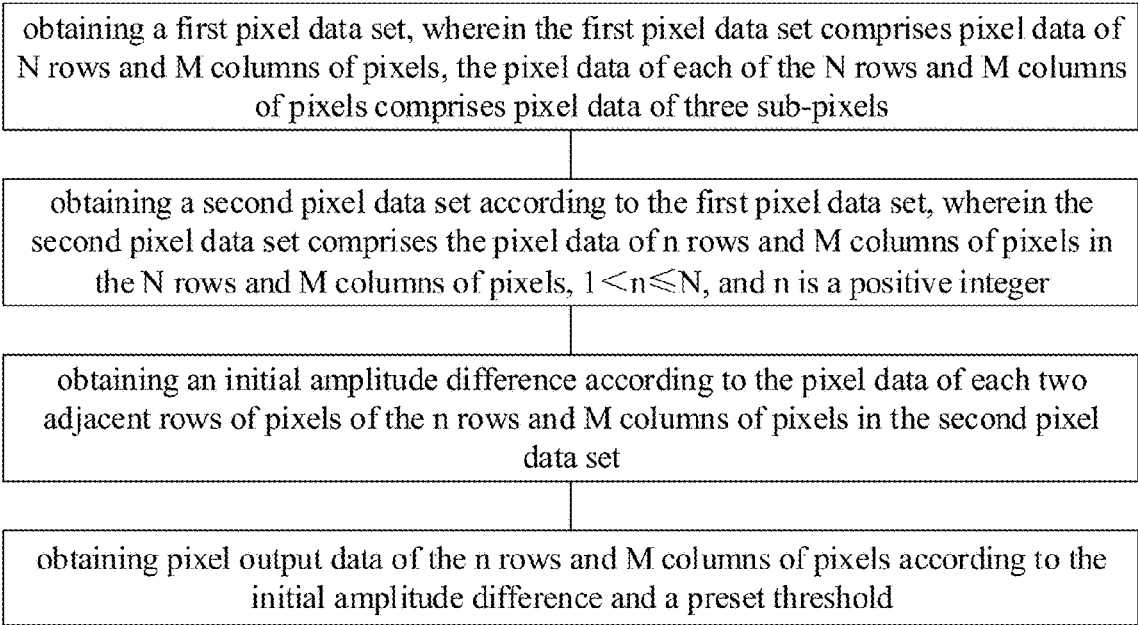 obtaining a first pixel data set, wherein the first pixel data set comprises pixel data of
N rows and M columns of pixels, the pixel data of each of the N rows and M columns
of pixels comprises pixel data of three sub-pixels
obtaining a second pixel data set according to the first pixel data set, wherein the
second pixel data set comprises the pixel data of n rows and M columns of pixels in
the N rows and M columns of pixels, 1<n≤N, and n is a positive integer
obtaining an initial amplitude difference according to the pixel data of each two
adjacent rows of pixels of the n rows and M columns of pixels in the second pixel
data set
obtaining pixel output data of the n rows and M columns of pixels according to the
initial amplitude difference and a preset threshold